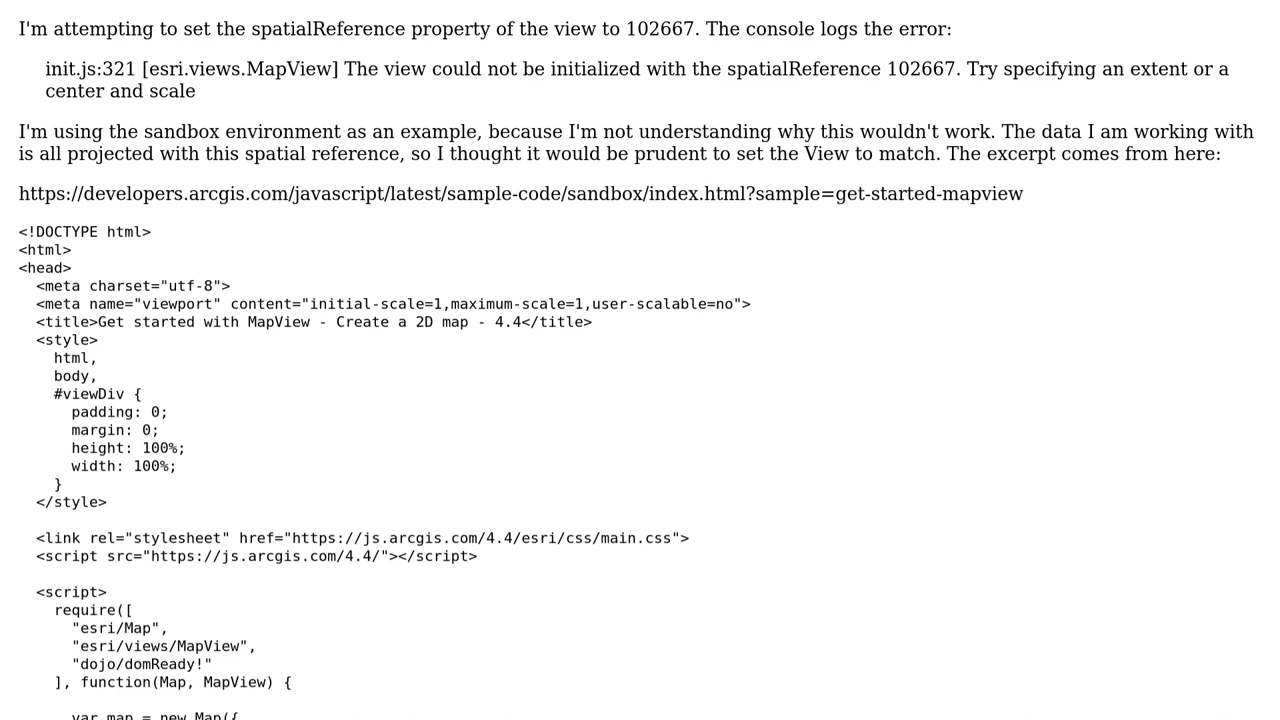 I'm attempting to set the spatialReference property of the view to 102667. The console logs the error:
init.js:321 [esri.views.MapView] The view could not be initialized with the spatialReference 102667. Try specifying an extent or a
center and scale
I'm using the sandbox environment as an example, because I'm not understanding why this wouldn't work. The data I am working with
is all projected with this spatial reference, so I thought it would be prudent to set the View to match. The excerpt comes from here:
https://developers.arcgis.com/javascript/latest/sample-code/sandbox/index.html?sample=get-started-mapview
<!DOCTYPE html>
<html>
<head>
  <meta charset="utf-8">
  <meta name="viewport" content="initial-scale=1,maximum-scale=1,user-scalable=no">
  <title>Get started with MapView - Create a 2D map - 4.4</title>
  <style>
    html,
    body,
    #viewDiv {
      padding: 0;
      margin: 0;
      height: 100%;
      width: 100%;
    }
  </style>
  <link rel="stylesheet" href="https://js.arcgis.com/4.4/esri/css/main.css">
  <script src="https://js.arcgis.com/4.4/"></script>
  <script>
    require([
      "esri/Map",
      "esri/views/MapView",
      "dojo/domReady!"
    ], function(Map, MapView) {
      var map = new Map({